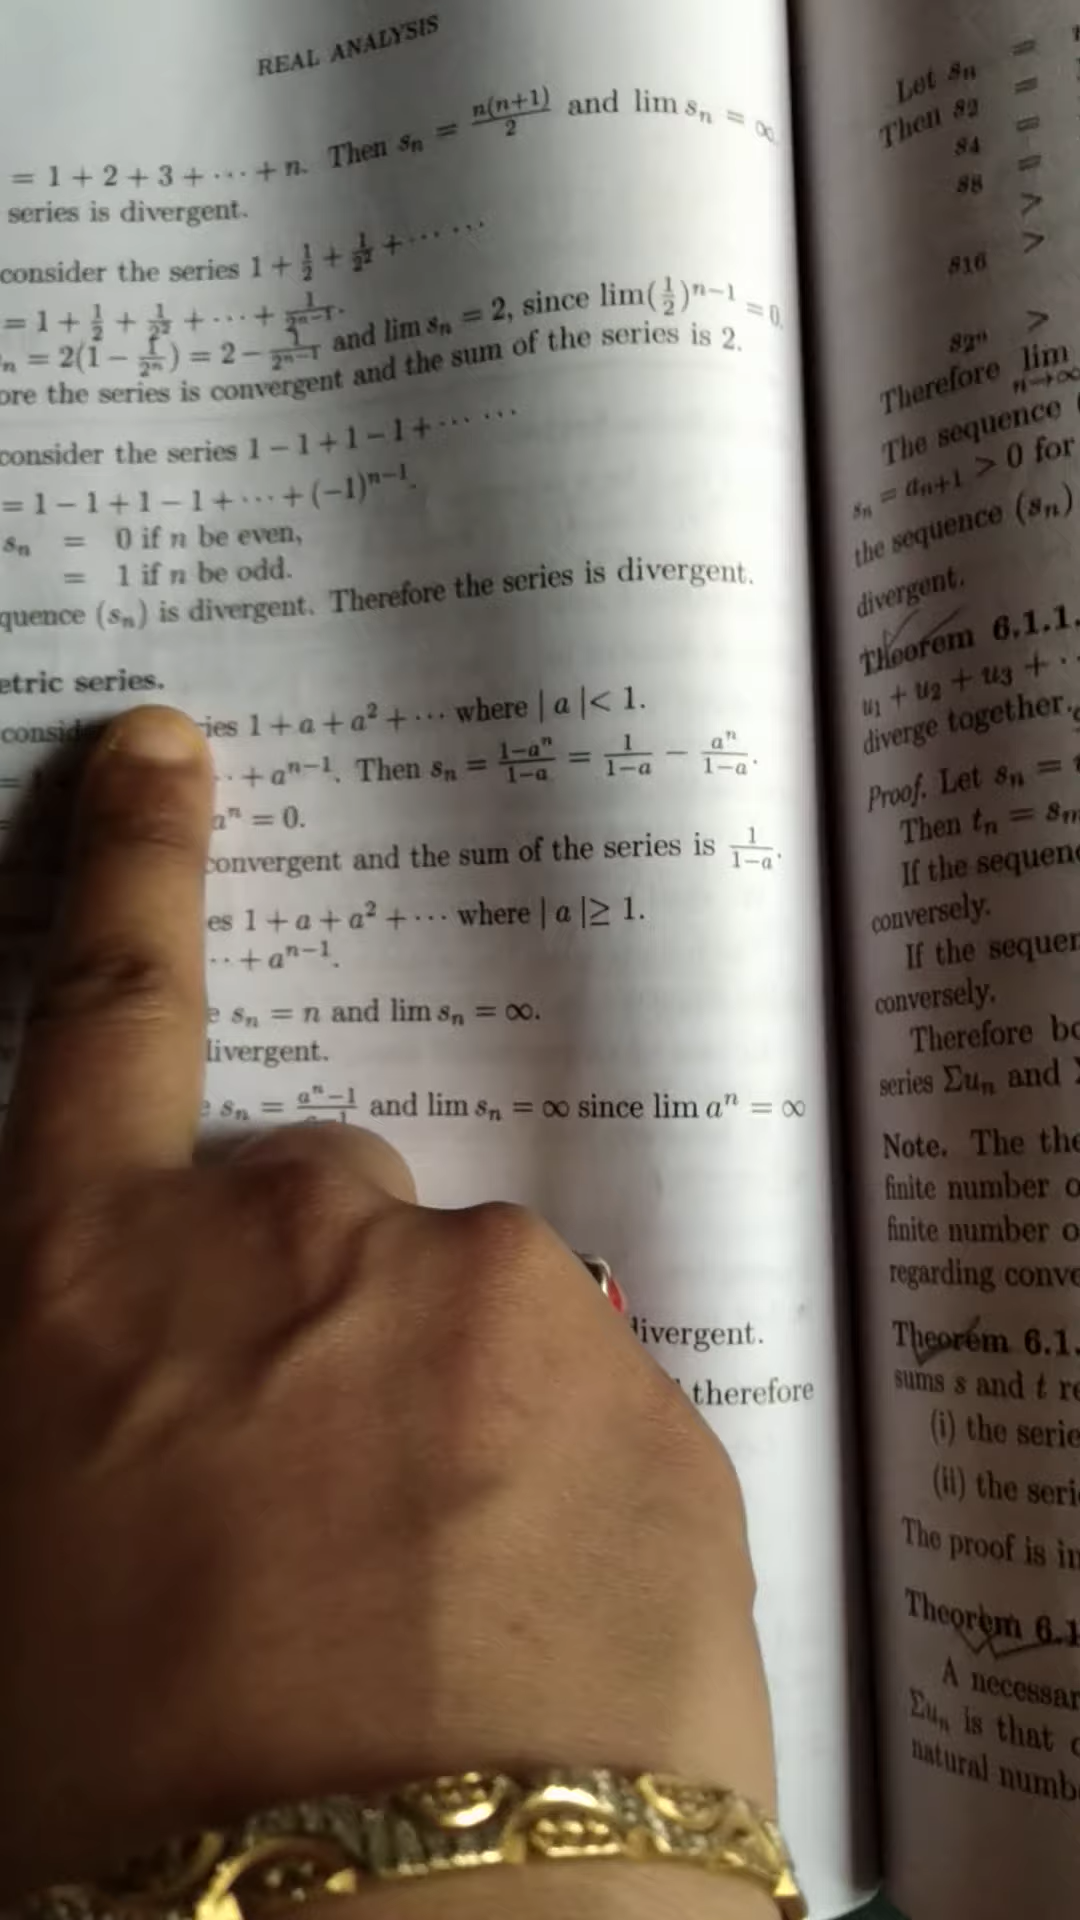 REAL ANALYSIS
= 1 + 2 + 3 + ··· + n. Then sₙ = n(n+1)/2 and lim sₙ = ∞
series is divergent.
consider the series 1 + 1/2 + 1/2² + ··· ···
= 1 + 1/2 + 1/2² + ··· + 1/2ⁿ⁻¹.
n = 2(1 − 1/2ⁿ) = 2 − 1/2ⁿ⁻¹ and lim sₙ = 2, since lim(1/2)ⁿ⁻¹ = 0.
ore the series is convergent and the sum of the series is 2.
consider the series 1 − 1 + 1 − 1 + ··· ···
= 1 − 1 + 1 − 1 + ··· + (−1)ⁿ⁻¹.
sₙ = 0 if n be even,
= 1 if n be odd.
quence (sₙ) is divergent. Therefore the series is divergent.
etric series.
consid ies 1 + a + a² + ··· where | a |< 1.
·· + aⁿ⁻¹. Then sₙ = 1−aⁿ/1−a = 1/1−a − aⁿ/1−a.
aⁿ = 0.
convergent and the sum of the series is 1/1−a.
es 1 + a + a² + ··· where | a |≥ 1.
·· + aⁿ⁻¹.
e sₙ = n and lim sₙ = ∞.
livergent.
sₙ = aⁿ−1 and lim sₙ = ∞ since lim aⁿ = ∞
livergent.
therefore
Let sₙ =
Then s₂ =
s₄ =
s₈ =
>
s₁₆ >
s₂ⁿ >
Therefore lim n→∞
The sequence (
sₙ = aₙ₊₁ > 0 for
the sequence (sₙ)
divergent.
Theorem 6.1.1.
u₁ + u₂ + u₃ + ·
diverge together.
Proof. Let sₙ =
Then tₙ = sₘ
If the sequenc
conversely.
If the sequen
conversely.
Therefore bo
series Σuₙ and
Note. The the
finite number o
finite number o
regarding conve
Theorem 6.1.
sums s and t re
(i) the serie
(ii) the seri
The proof is im
Theorem 6.1
A necessar
Σuₙ is that
natural numb